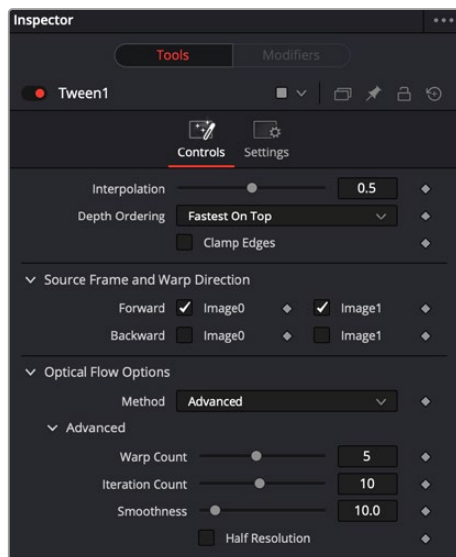 Inspector
Tools Modifiers
Tween1
Controls Settings
Interpolation 0.5
Depth Ordering Fastest On Top
Clamp Edges
Source Frame and Warp Direction
Forward Image0 Image1
Backward Image0 Image1
Optical Flow Options
Method Advanced
Advanced
Warp Count 5
Iteration Count 10
Smoothness 10.0
Half Resolution